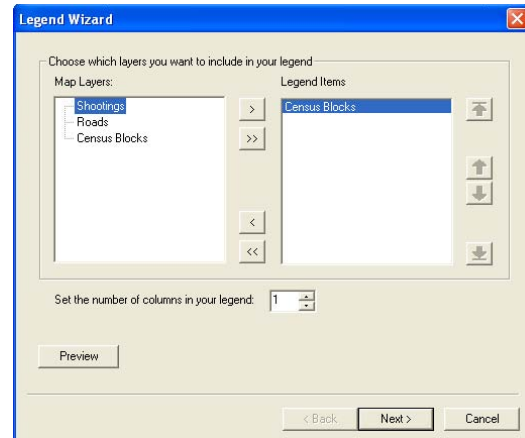 Legend Wizard
Choose which layers you want to include in your legend
Map Layers:
Legend Items
Shootings
Roads
Census Blocks
Census Blocks
>
>>
<
<<
Set the number of columns in your legend: 1
Preview
< Back
Next >
Cancel